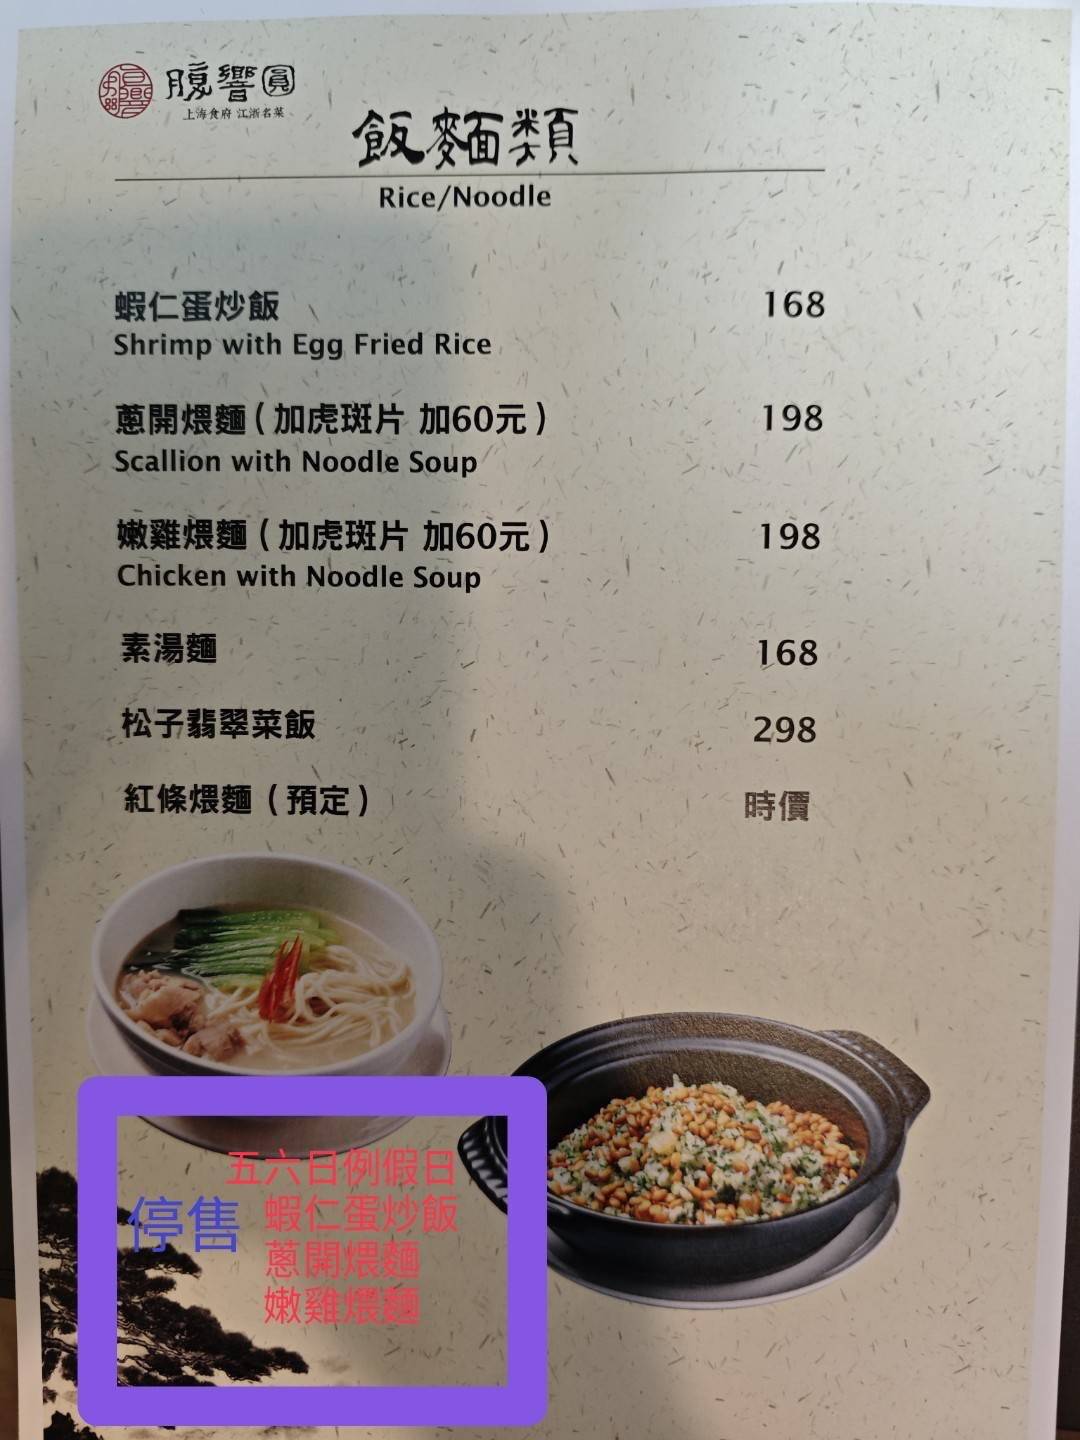 腹響圓
上海食府 江浙名菜
飯麵類
Rice/Noodle
蝦仁蛋炒飯 168
Shrimp with Egg Fried Rice
蔥開煨麵(加虎斑片 加60元) 198
Scallion with Noodle Soup
嫩雞煨麵(加虎斑片 加60元) 198
Chicken with Noodle Soup
素湯麵 168
松子翡翠菜飯 298
紅條煨麵(預定) 時價
五六日例假日
停售 蝦仁蛋炒飯
蔥開煨麵
嫩雞煨麵